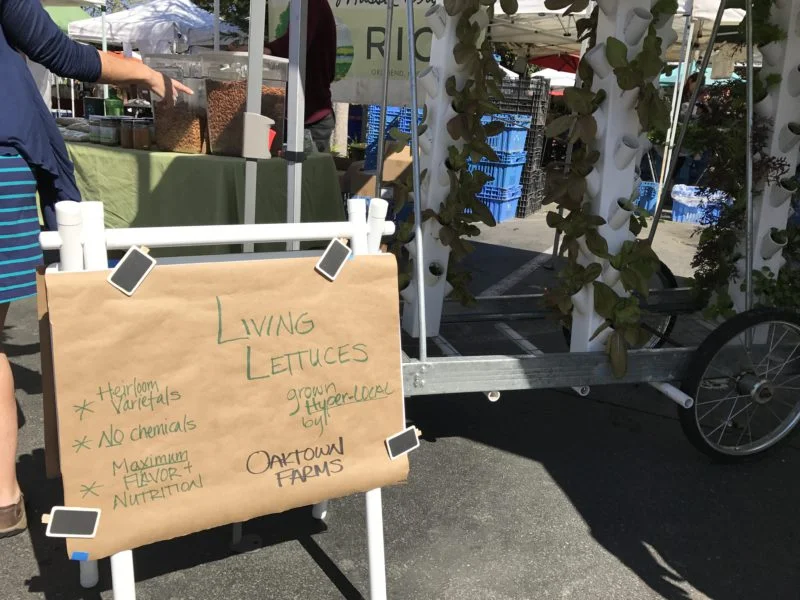 RIC
LIVING
LETTUCES
grown
HYPER-LOCAL
by
OAKTOWN
FARMS
* Heirloom
Varietals
* NO chemicals
* Maximum
FLAVOR +
NUTRITION